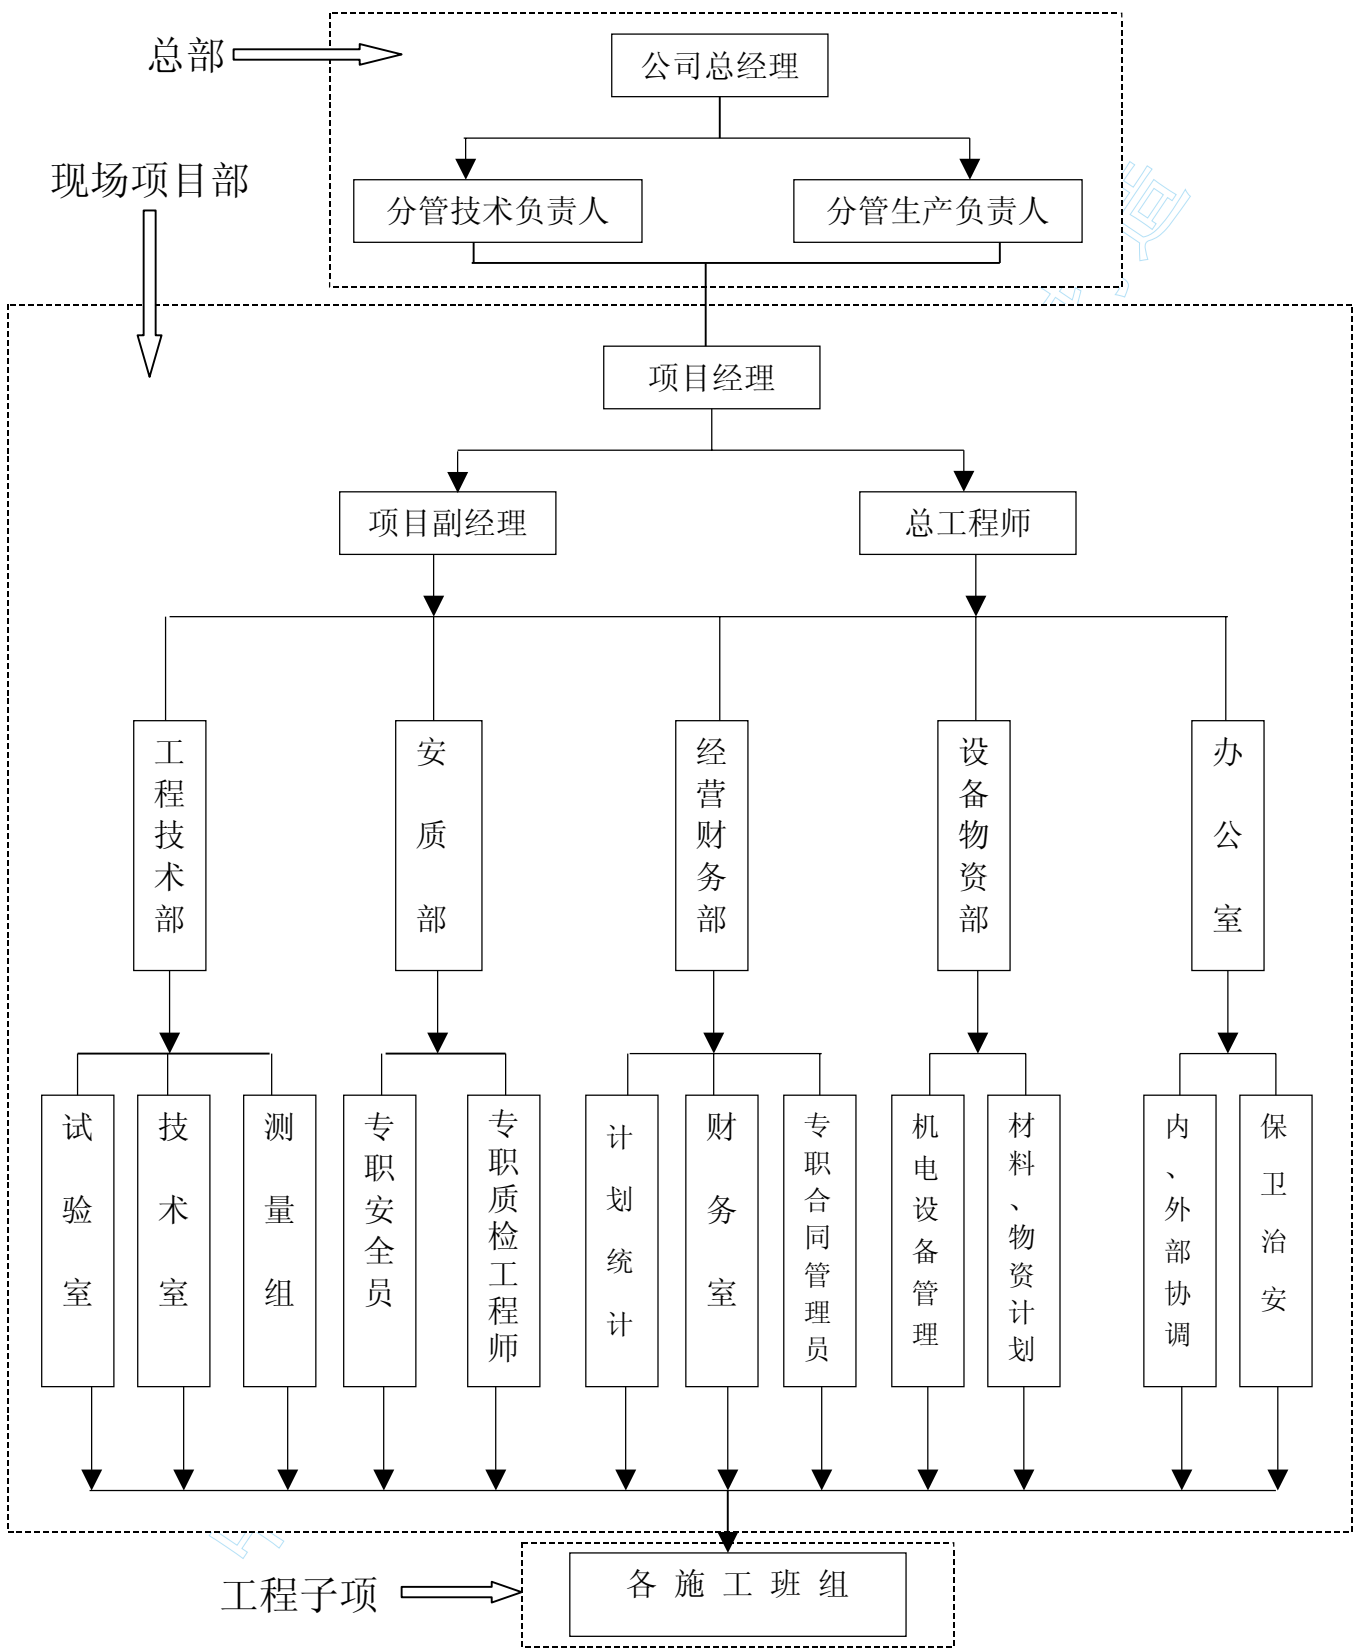 总部
公司总经理
现场项目部
分管技术负责人
分管生产负责人
项目经理
项目副经理
总工程师
工程技术部
安质部
经营财务部
设备物资部
办公室
试验室
技术室
测量组
专职安全员
专职质检工程师
计划统计
财务室
专职合同管理员
机电设备管理
材料、物资计划
内、外部协调
保卫治安
工程子项
各施工班组